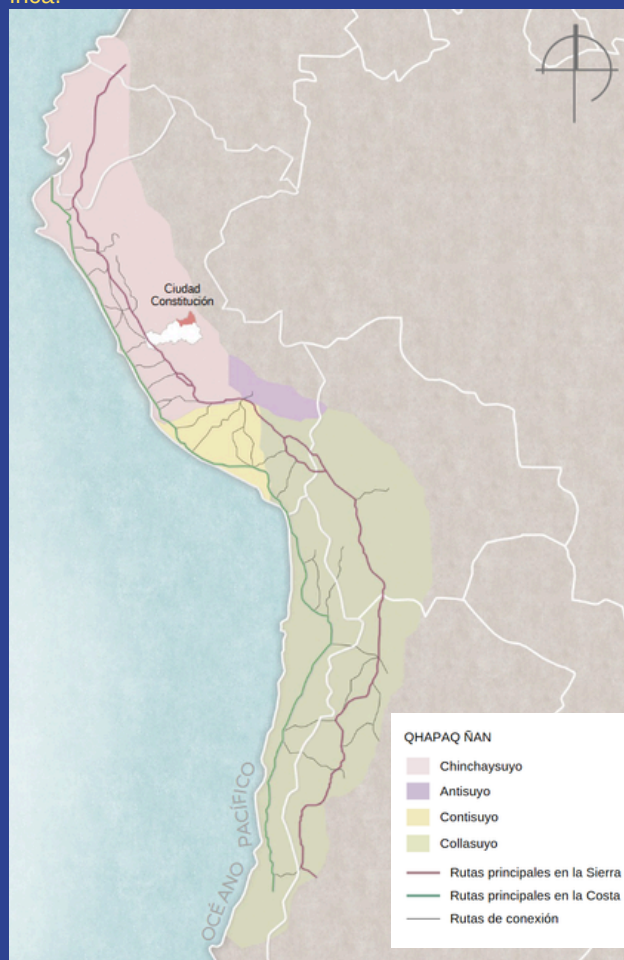 inca.
Ciudad
Constitución
OCÉANO PACÍFICO
QHAPAQ ÑAN
Chinchaysuyo
Antisuyo
Contisuyo
Collasuyo
Rutas principales en la Sierra
Rutas principales en la Costa
Rutas de conexión